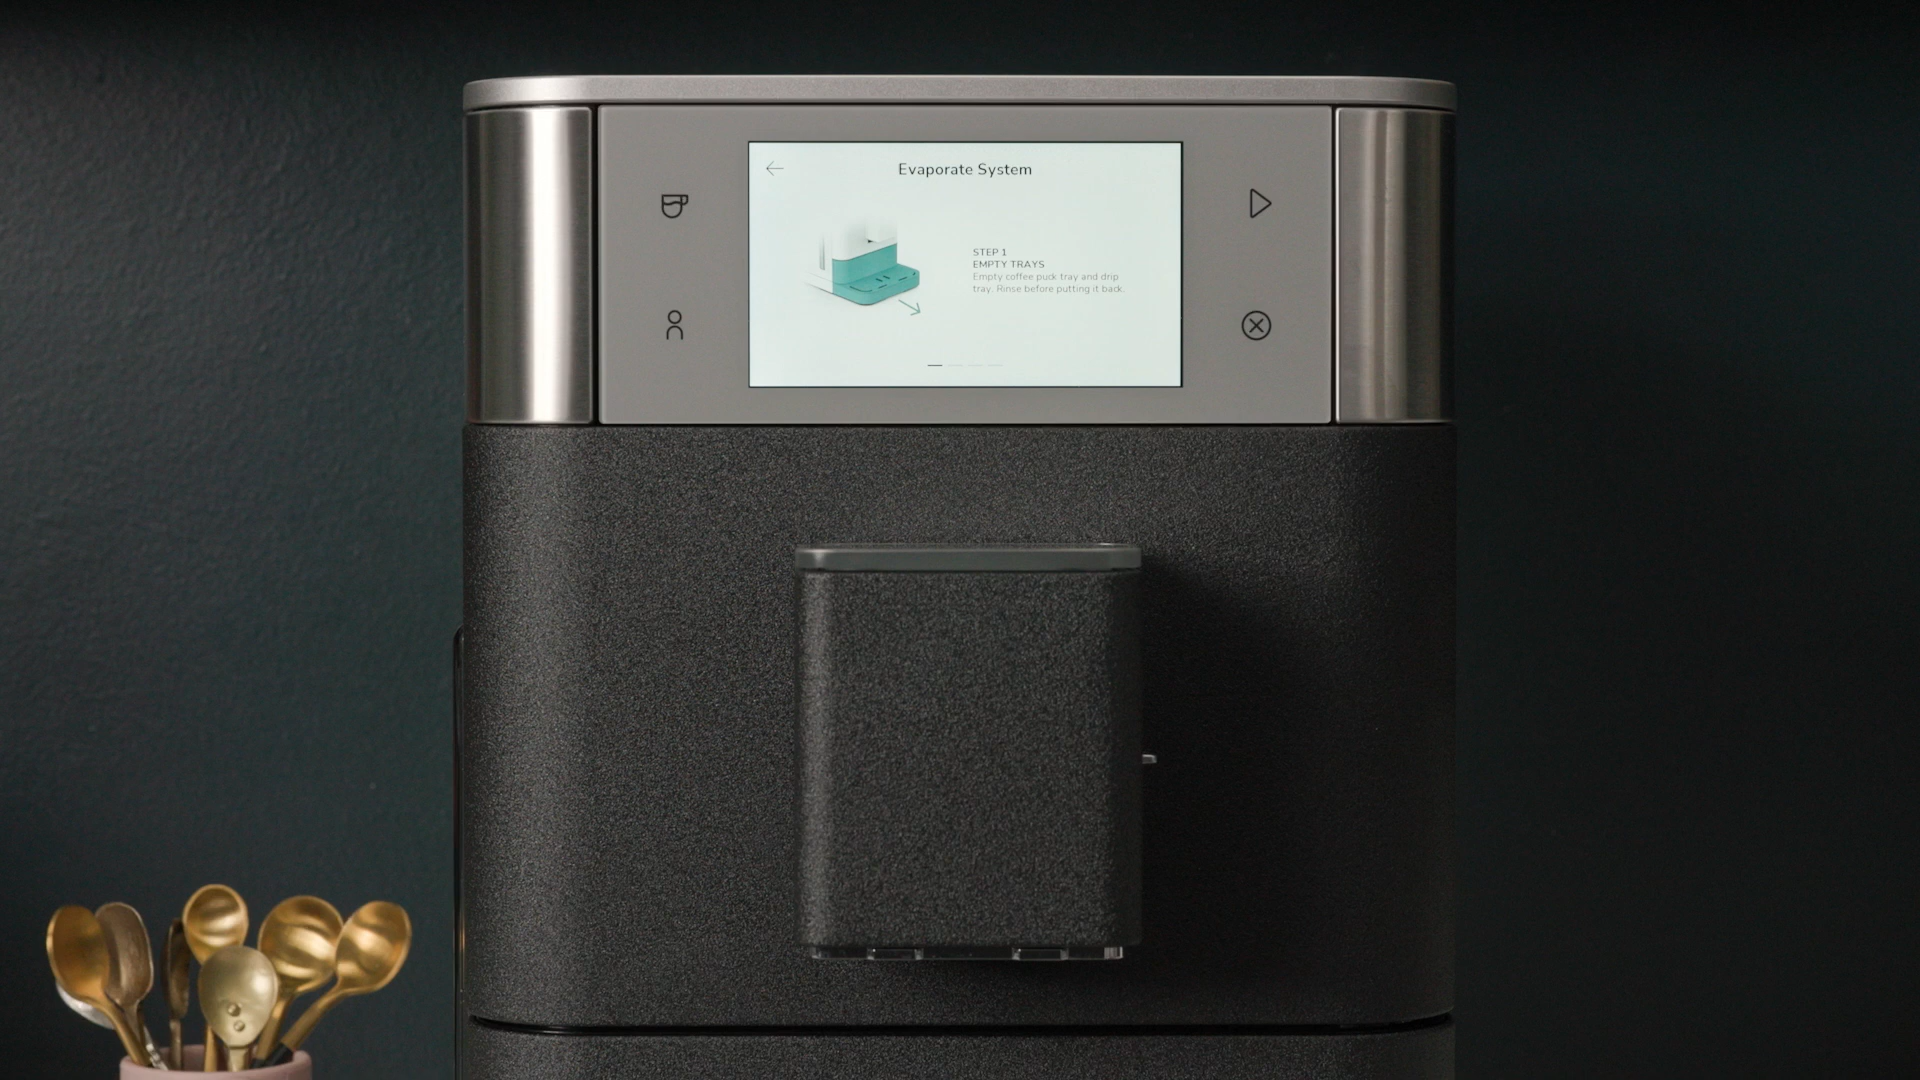 Evaporate System
STEP 1
EMPTY TRAYS
Empty coffee puck tray and drip
tray. Rinse before putting it back.